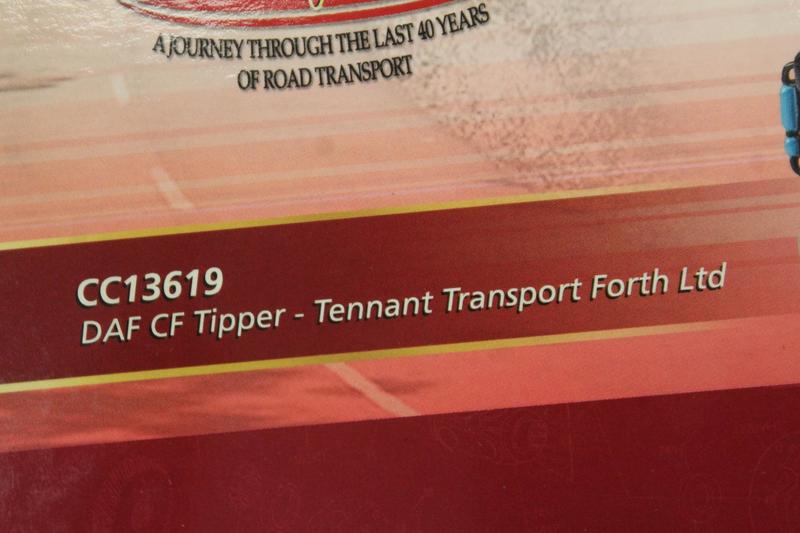 A JOURNEY THROUGH THE LAST 40 YEARS
OF ROAD TRANSPORT
CC13619
DAF CF Tipper - Tennant Transport Forth Ltd